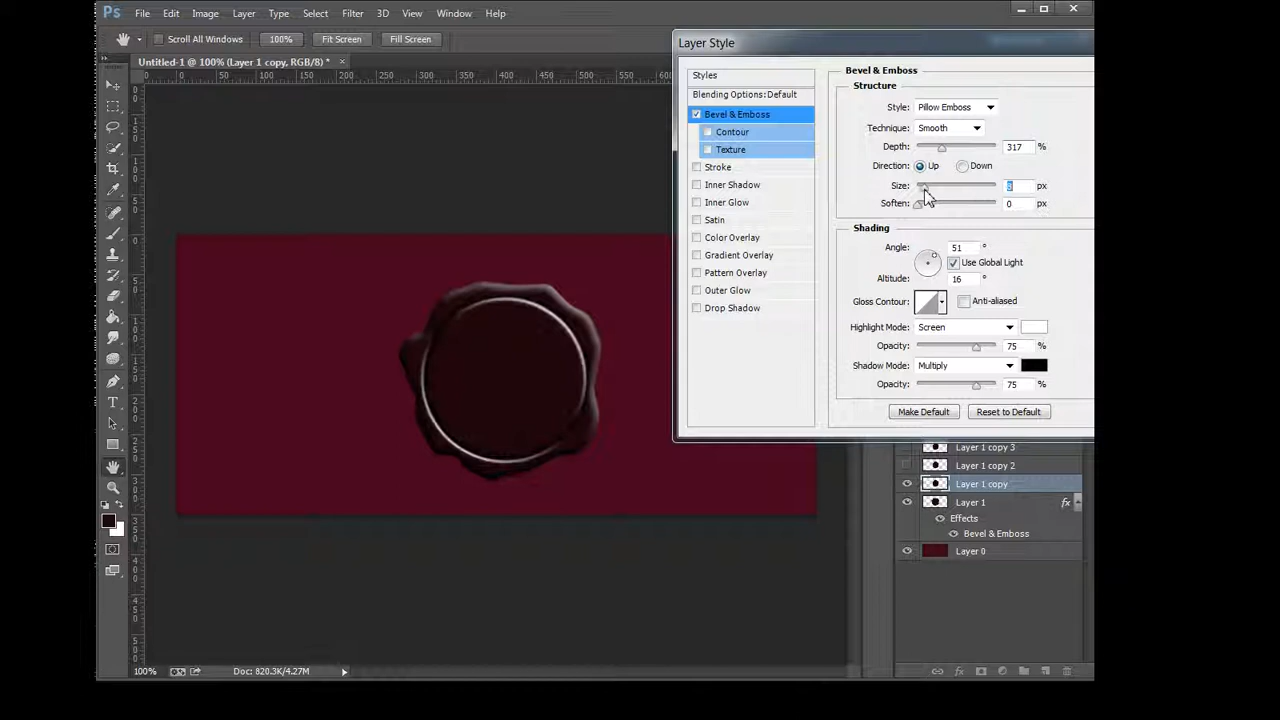 Ps File Edit Image Layer Type Select Filter 3D View Window Help
Scroll All Windows 100% Fit Screen Fill Screen
Untitled-1 @ 100% (Layer 1 copy, RGB/8) * ×
Layer Style
Styles
Blending Options:Default
Bevel & Emboss
Contour
Texture
Stroke
Inner Shadow
Inner Glow
Satin
Color Overlay
Gradient Overlay
Pattern Overlay
Outer Glow
Drop Shadow
Bevel & Emboss
Structure
Style: Pillow Emboss
Technique: Smooth
Depth: 317 %
Direction: Up Down
Size: px
Soften: 0 px
Shading
Angle: 51 °
Use Global Light
Altitude: 16 °
Gloss Contour: Anti-aliased
Highlight Mode: Screen
Opacity: 75 %
Shadow Mode: Multiply
Opacity: 75 %
Make Default Reset to Default
Layer 1 copy 3
Layer 1 copy 2
Layer 1 copy
Layer 1 fx
Effects
Bevel & Emboss
Layer 0
100% Doc: 820.3K/4.27M